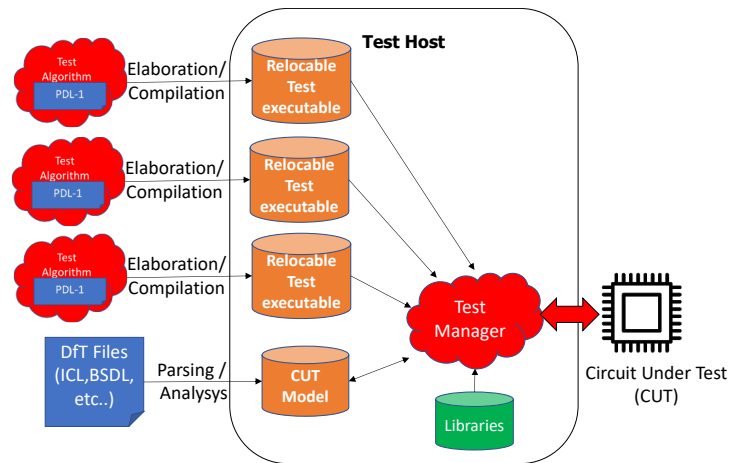 Test Host
Test
Algorithm
PDL-1
Elaboration/
Compilation
Relocable
Test
executable
Test
Algorithm
PDL-1
Elaboration/
Compilation
Relocable
Test
executable
Test
Algorithm
PDL-1
Elaboration/
Compilation
Relocable
Test
executable
Test
Manager
DfT Files
(ICL,BSDL,
etc..)
Parsing /
Analysys
CUT
Model
Libraries
Circuit Under Test
(CUT)